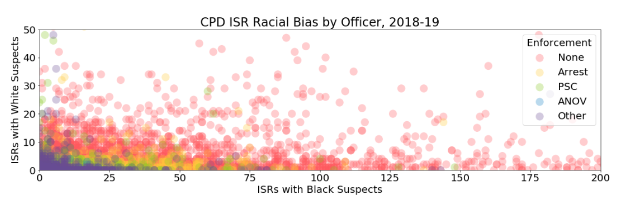 CPD ISR Racial Bias by Officer, 2018-19
ISRs with White Suspects
50
40
30
20
10
0
Enforcement
None
Arrest
PSC
ANOV
Other
0 25 50 75 100 125 150 175 200
ISRs with Black Suspects